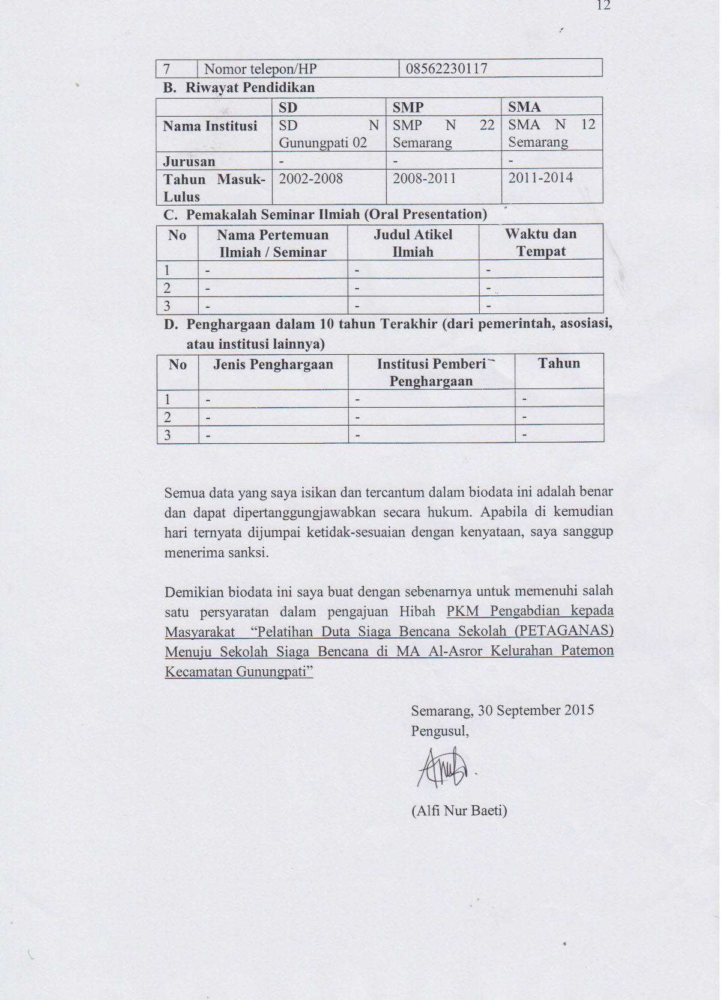 12
7 Nomor telepon/HP 08562230117
B. Riwayat Pendidikan
SD SMP SMA
Nama Institusi SD N Gunungpati 02 SMP N 22 Semarang SMA N 12 Semarang
Jurusan - - -
Tahun Masuk-Lulus 2002-2008 2008-2011 2011-2014
C. Pemakalah Seminar Ilmiah (Oral Presentation)
No Nama Pertemuan Ilmiah / Seminar Judul Atikel Ilmiah Waktu dan Tempat
1 - - -
2 - - -
3 - - -
D. Penghargaan dalam 10 tahun Terakhir (dari pemerintah, asosiasi,
atau institusi lainnya)
No Jenis Penghargaan Institusi Pemberi Penghargaan Tahun
1 - - -
2 - - -
3 - - -
Semua data yang saya isikan dan tercantum dalam biodata ini adalah benar
dan dapat dipertanggungjawabkan secara hukum. Apabila di kemudian
hari ternyata dijumpai ketidak-sesuaian dengan kenyataan, saya sanggup
menerima sanksi.
Demikian biodata ini saya buat dengan sebenarnya untuk memenuhi salah
satu persyaratan dalam pengajuan Hibah PKM Pengabdian kepada
Masyarakat “Pelatihan Duta Siaga Bencana Sekolah (PETAGANAS)
Menuju Sekolah Siaga Bencana di MA Al-Asror Kelurahan Patemon
Kecamatan Gunungpati”
Semarang, 30 September 2015
Pengusul,
(Alfi Nur Baeti)